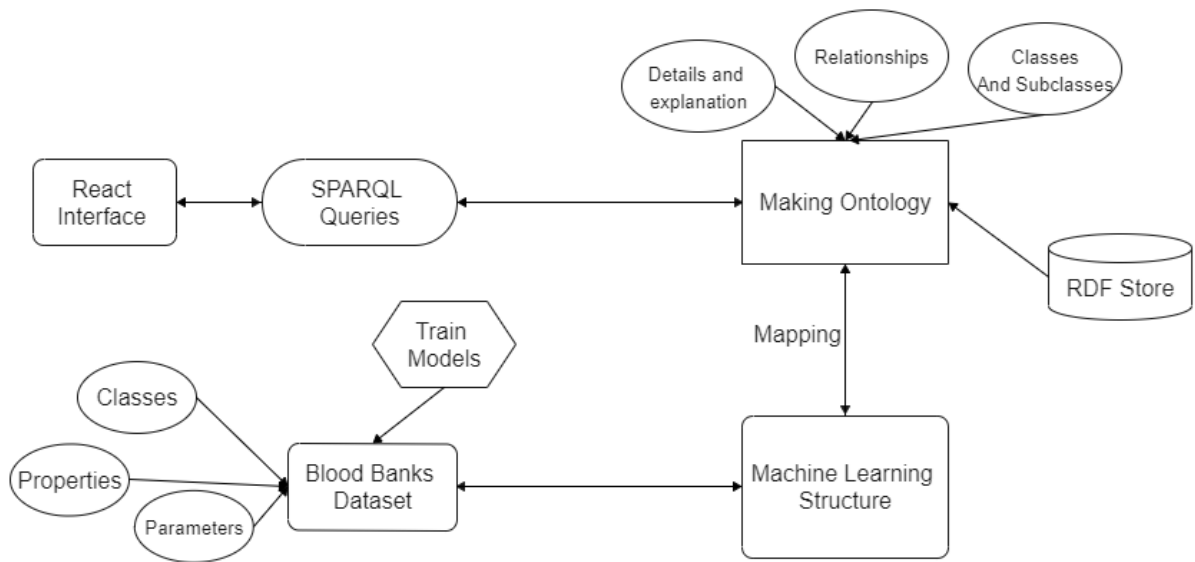 Relationships
Details and
explanation
Classes
And Subclasses
React
Interface
SPARQL
Queries
Making Ontology
RDF Store
Mapping
Train
Models
Classes
Properties
Parameters
Blood Banks
Dataset
Machine Learning
Structure